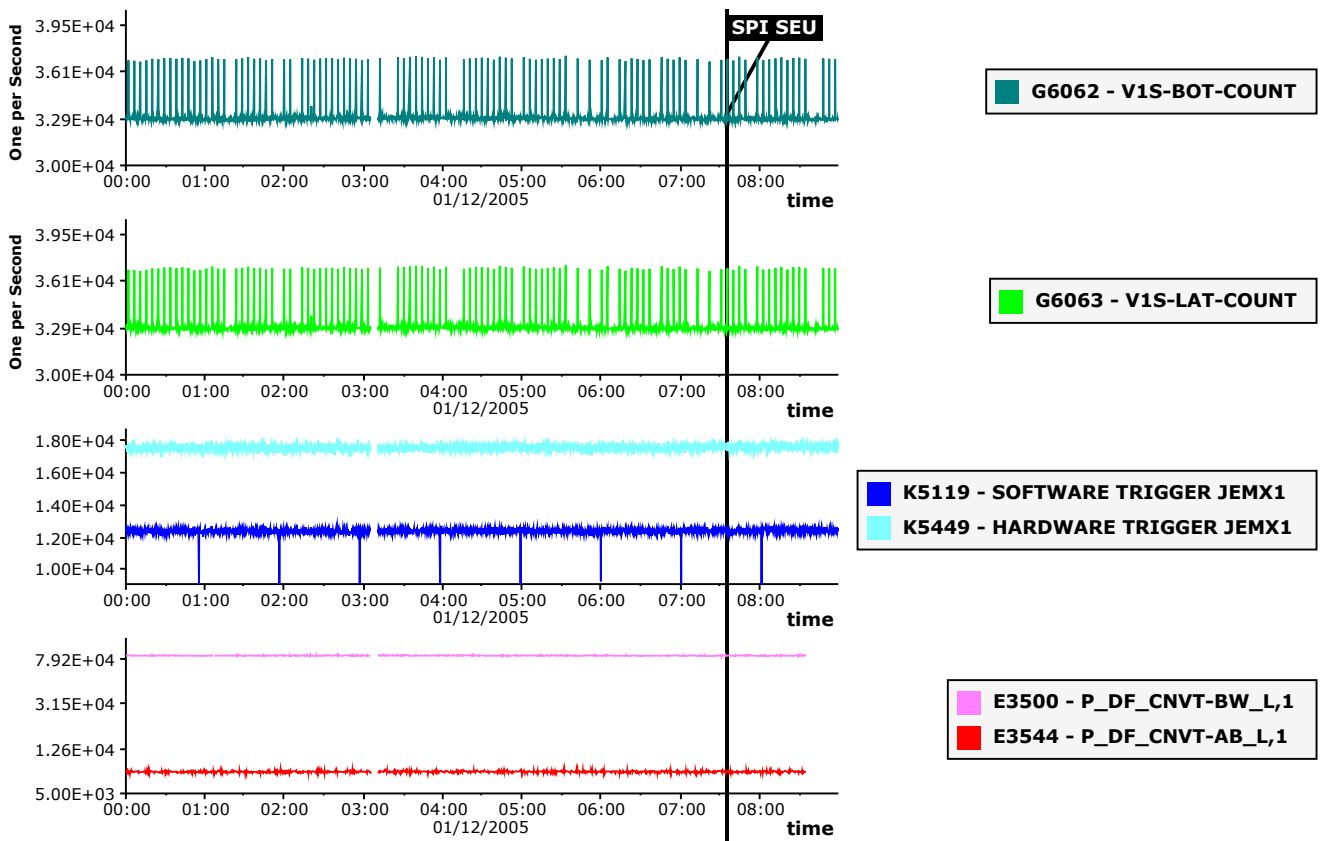 One per Second
3.95E+04
3.61E+04
3.29E+04
3.00E+04
SPI SEU
00:00 01:00 02:00 03:00 04:00 05:00 06:00 07:00 08:00
01/12/2005
time
G6062 - V1S-BOT-COUNT
One per Second
3.95E+04
3.61E+04
3.29E+04
3.00E+04
00:00 01:00 02:00 03:00 04:00 05:00 06:00 07:00 08:00
01/12/2005
time
G6063 - V1S-LAT-COUNT
1.80E+04
1.60E+04
1.40E+04
1.20E+04
1.00E+04
00:00 01:00 02:00 03:00 04:00 05:00 06:00 07:00 08:00
01/12/2005
time
K5119 - SOFTWARE TRIGGER JEMX1
K5449 - HARDWARE TRIGGER JEMX1
7.92E+04
3.15E+04
1.26E+04
5.00E+03
00:00 01:00 02:00 03:00 04:00 05:00 06:00 07:00 08:00
01/12/2005
time
E3500 - P_DF_CNVT-BW_L,1
E3544 - P_DF_CNVT-AB_L,1